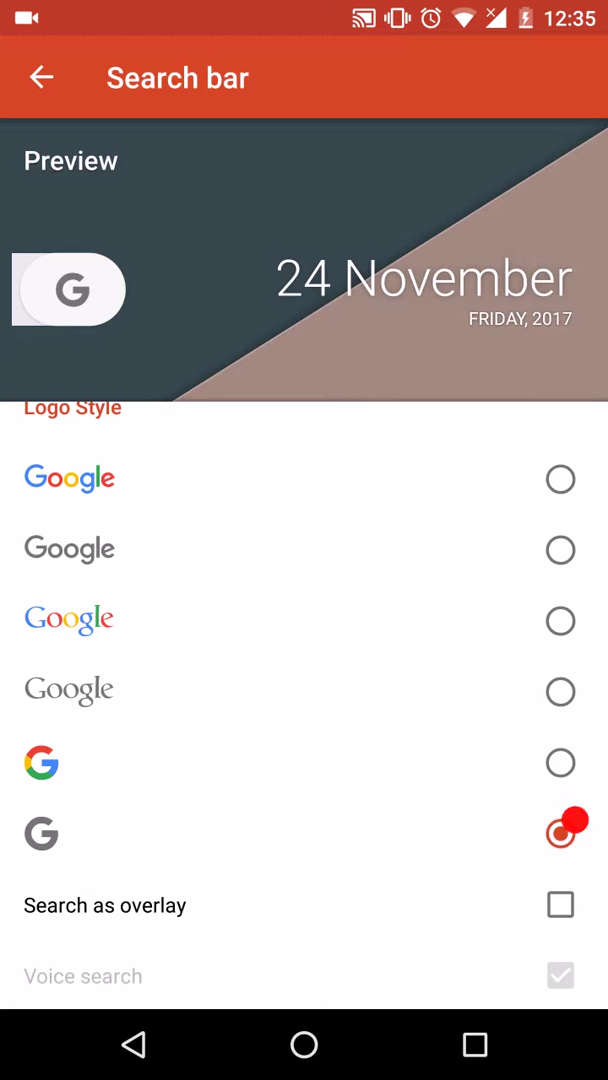 12:35
Search bar
Preview
G
24 November
FRIDAY, 2017
Logo Style
Google
Google
Google
Google
G
G
Search as overlay
Voice search